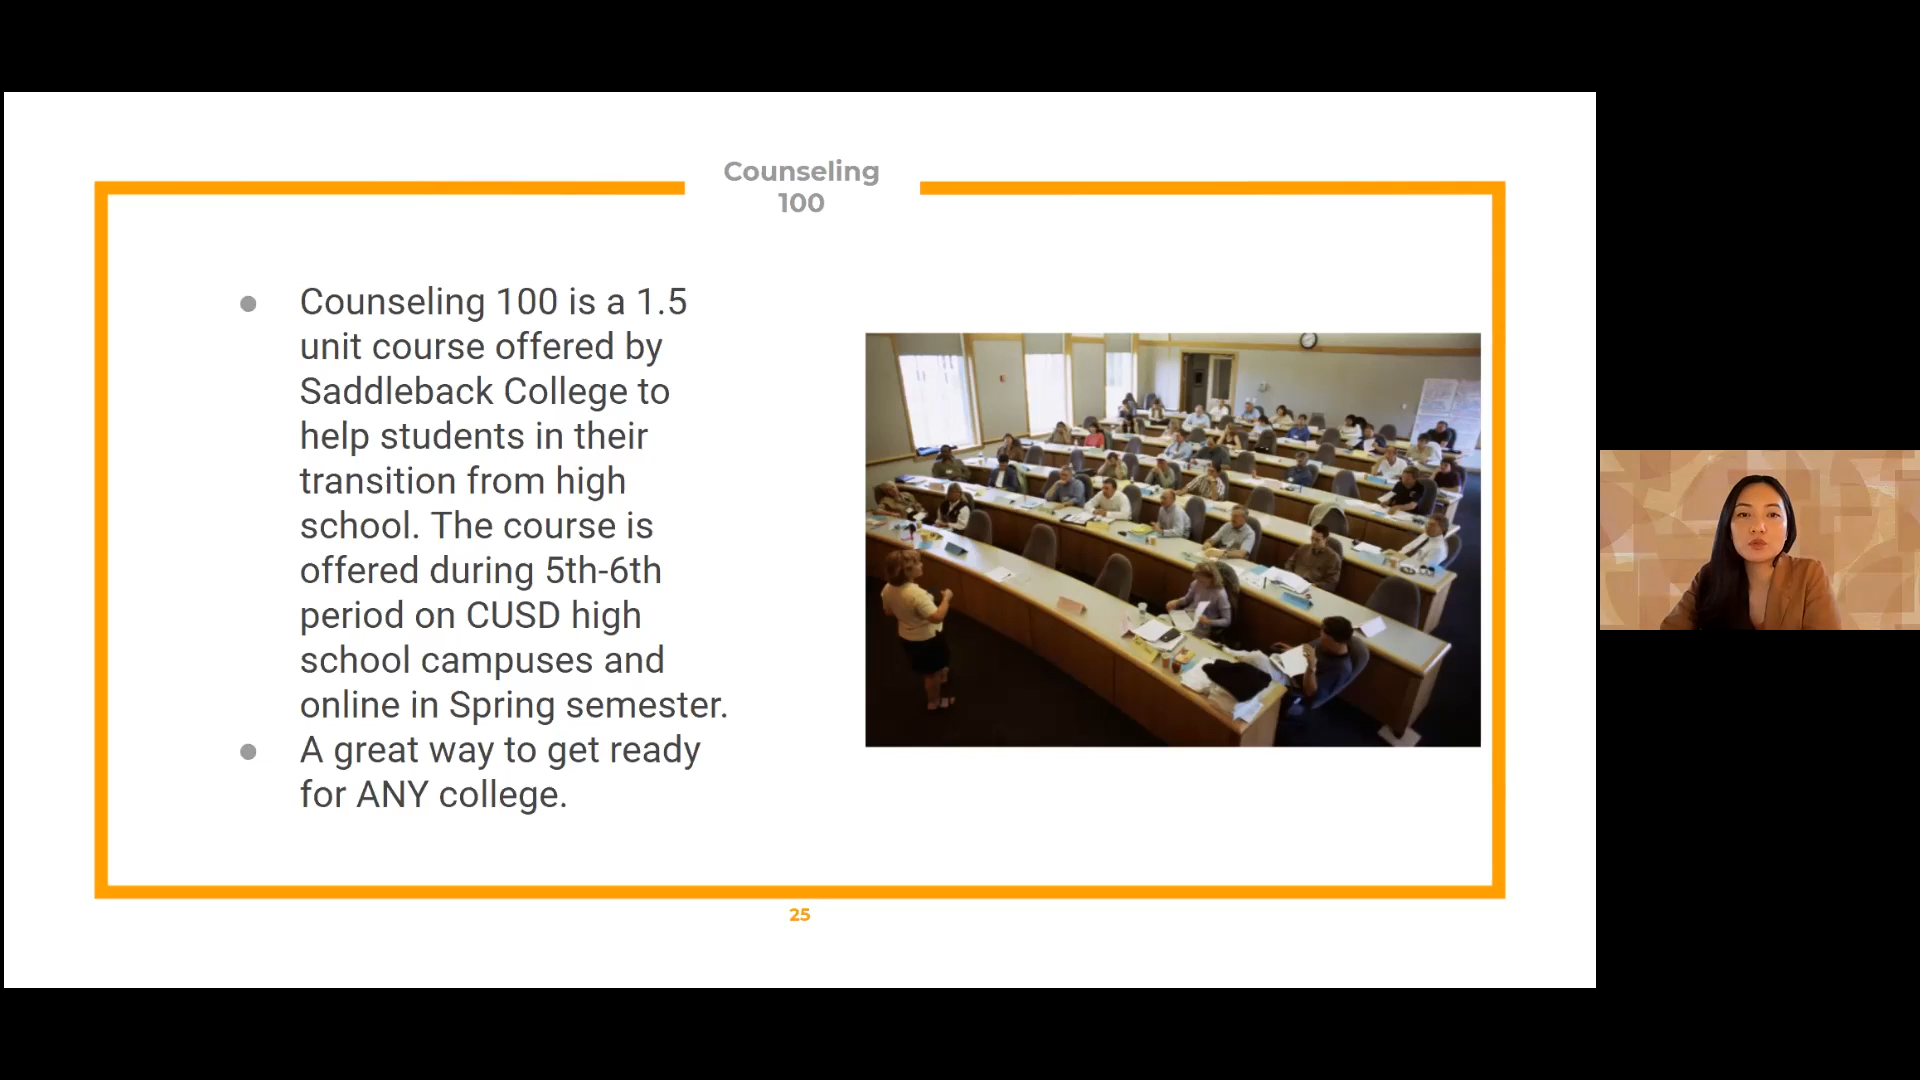 Counseling
100
Counseling 100 is a 1.5
unit course offered by
Saddleback College to
help students in their
transition from high
school. The course is
offered during 5th-6th
period on CUSD high
school campuses and
online in Spring semester.
A great way to get ready
for ANY college.
25